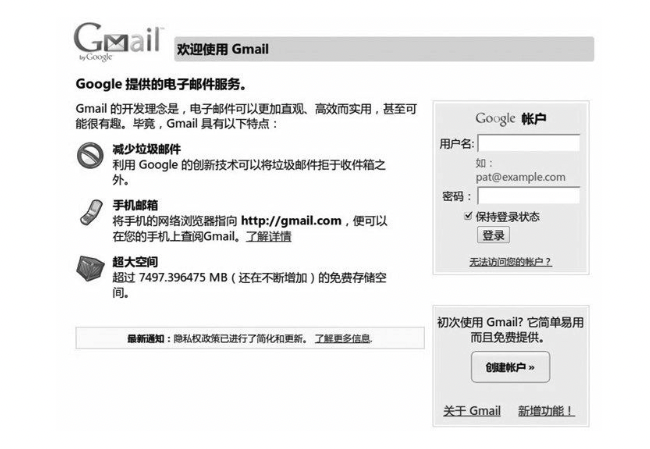 Gmail
by Google
欢迎使用 Gmail
Google 提供的电子邮件服务。
Gmail 的开发理念是，电子邮件可以更加直观、高效而实用，甚至可
能很有趣。毕竟，Gmail 具有以下特点：
减少垃圾邮件
利用 Google 的创新技术可以将垃圾邮件拒于收件箱之
外。
手机邮箱
将手机的网络浏览器指向 http://gmail.com，便可以
在您的手机上查阅Gmail。了解详情
超大空间
超过 7497.396475 MB（还在不断增加）的免费存储空
间。
最新通知：隐私权政策已进行了简化和更新。 了解更多信息.
Google 帐户
用户名:
如：
pat@example.com
密码：
保持登录状态
登录
无法访问您的帐户？
初次使用 Gmail? 它简单易用
而且免费提供。
创建帐户 »
关于 Gmail 新增功能！